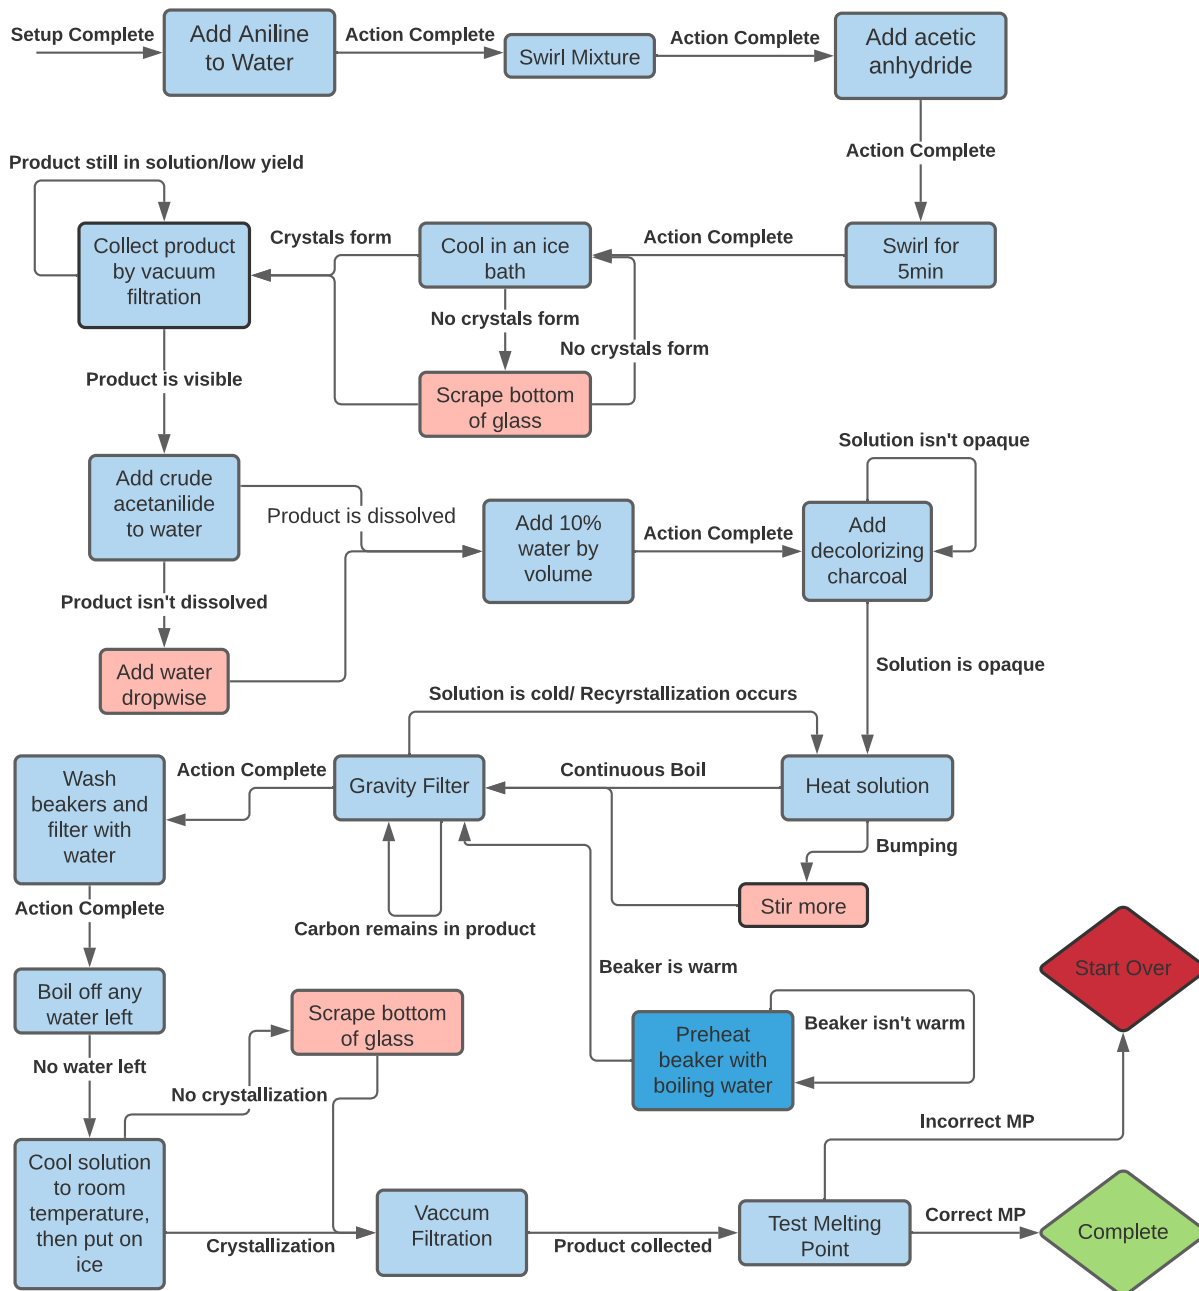 Setup Complete
Add Aniline
to Water
Action Complete
Swirl Mixture
Action Complete
Add acetic
anhydride
Action Complete
Product still in solution/low yield
Collect product
by vacuum
filtration
Crystals form
Cool in an ice
bath
Action Complete
Swirl for
5min
No crystals form
No crystals form
Product is visible
Scrape bottom
of glass
Solution isn't opaque
Add crude
acetanilide
to water
Product is dissolved
Add 10%
water by
volume
Action Complete
Add
decolorizing
charcoal
Product isn't dissolved
Add water
dropwise
Solution is opaque
Solution is cold/ Recyrstallization occurs
Wash
beakers and
filter with
water
Action Complete
Gravity Filter
Continuous Boil
Heat solution
Bumping
Stir more
Action Complete
Carbon remains in product
Beaker is warm
Start Over
Boil off any
water left
Scrape bottom
of glass
Preheat
beaker with
boiling water
Beaker isn't warm
No water left
No crystallization
Incorrect MP
Cool solution
to room
temperature,
then put on
ice
Crystallization
Vaccum
Filtration
Product collected
Test Melting
Point
Correct MP
Complete